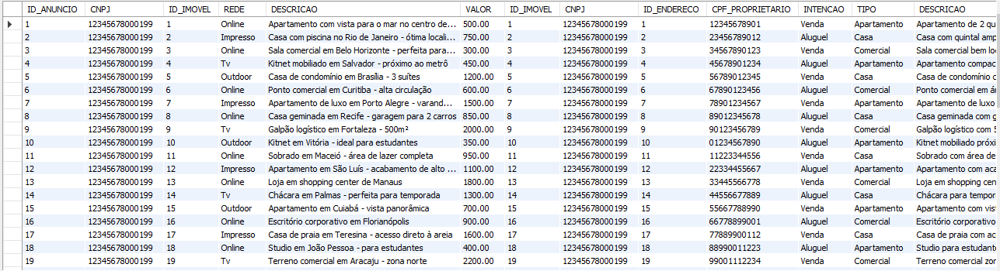 ID_ANUNCIO CNPJ ID_IMOVEL REDE DESCRICAO VALOR ID_IMOVEL CNPJ ID_ENDERECO CPF_PROPRIETARIO INTENCAO TIPO DESCRICAO
1 12345678000199 1 Online Apartamento com vista para o mar no centro de... 500.00 1 12345678000199 1 12345678901 Venda Apartamento Apartamento de 2 qu
2 12345678000199 2 Impresso Casa com piscina no Rio de Janeiro - ótima locali... 750.00 2 12345678000199 2 23456789012 Aluguel Casa Casa com quintal amp
3 12345678000199 3 Online Sala comercial em Belo Horizonte - perfeita para... 300.00 3 12345678000199 3 34567890123 Venda Comercial Sala comercial bem loc
4 12345678000199 4 Tv Kitnet mobiliado em Salvador - próximo ao metrô 450.00 4 12345678000199 4 45678901234 Aluguel Apartamento Apartamento compac
5 12345678000199 5 Outdoor Casa de condomínio em Brasília - 3 suítes 1200.00 5 12345678000199 5 56789012345 Venda Casa Casa de condomínio c
6 12345678000199 6 Online Ponto comercial em Curitiba - alta circulação 600.00 6 12345678000199 6 67890123456 Aluguel Comercial Ponto comercial em ár
7 12345678000199 7 Impresso Apartamento de luxo em Porto Alegre - varand... 1500.00 7 12345678000199 7 78901234567 Venda Apartamento Apartamento de luxo
8 12345678000199 8 Online Casa geminada em Recife - garagem para 2 carros 850.00 8 12345678000199 8 89012345678 Aluguel Casa Casa geminada com g
9 12345678000199 9 Tv Galpão logístico em Fortaleza - 500m² 2000.00 9 12345678000199 9 90123456789 Venda Comercial Galpão logístico com 5
10 12345678000199 10 Outdoor Kitnet em Vitória - ideal para estudantes 350.00 10 12345678000199 10 01234567890 Aluguel Apartamento Kitnet mobiliado próxi
11 12345678000199 11 Online Sobrado em Maceió - área de lazer completa 950.00 11 12345678000199 11 11223344556 Venda Casa Sobrado com área de
12 12345678000199 12 Impresso Apartamento em São Luís - acabamento de alto ... 1100.00 12 12345678000199 12 22334455667 Aluguel Apartamento Apartamento com aca
13 12345678000199 13 Online Loja em shopping center de Manaus 1800.00 13 12345678000199 13 33445566778 Venda Comercial Loja em shopping cen
14 12345678000199 14 Tv Chácara em Palmas - perfeita para temporada 1300.00 14 12345678000199 14 44556677889 Aluguel Casa Chácara para tempor
15 12345678000199 15 Outdoor Apartamento em Cuiabá - vista panorâmica 700.00 15 12345678000199 15 55667788990 Venda Apartamento Apartamento com vis
16 12345678000199 16 Online Escritório corporativo em Florianópolis 900.00 16 12345678000199 16 66778899001 Aluguel Comercial Escritório corporativo
17 12345678000199 17 Impresso Casa de praia em Teresina - acesso direto à areia 1600.00 17 12345678000199 17 77889900112 Venda Casa Casa de praia com ac
18 12345678000199 18 Online Studio em João Pessoa - para estudantes 400.00 18 12345678000199 18 88990011223 Aluguel Apartamento Studio para estudante
19 12345678000199 19 Tv Terreno comercial em Aracaju - zona norte 2200.00 19 12345678000199 19 99001112234 Venda Comercial Terreno comercial zon